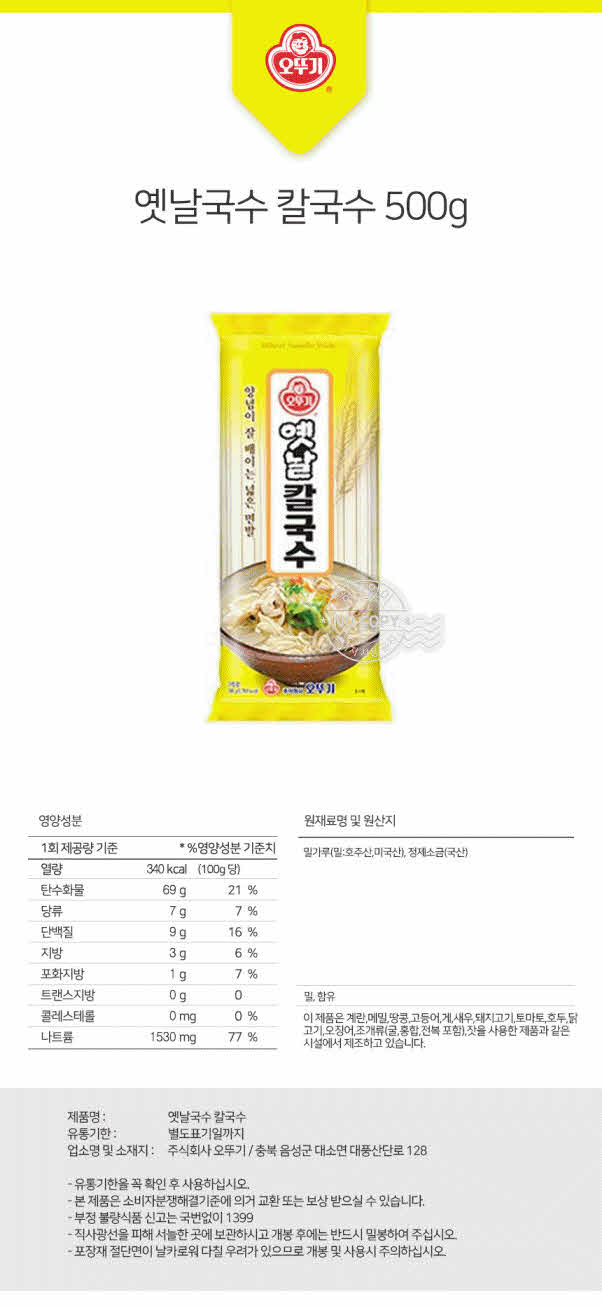 오뚜기
옛날국수 칼국수 500g
양념이 잘 배이는 넓은 면발
오뚜기
옛날
칼국수
오뚜기
영양성분
1회 제공량 기준 * %영양성분 기준치
열량 340 kcal (100g 당)
탄수화물 69 g 21 %
당류 7 g 7 %
단백질 9 g 16 %
지방 3 g 6 %
포화지방 1 g 7 %
트랜스지방 0 g 0
콜레스테롤 0 mg 0 %
나트륨 1530 mg 77 %
원재료명 및 원산지
밀가루(밀:호주산,미국산), 정제소금(국산)
밀, 함유
이 제품은 계란,메밀,땅콩,고등어,게,새우,돼지고기,토마토,호두,닭
고기,오징어,조개류(굴,홍합,전복 포함),잣을 사용한 제품과 같은
시설에서 제조하고 있습니다.
제품명 : 옛날국수 칼국수
유통기한 : 별도표기일까지
업소명 및 소재지 : 주식회사 오뚜기 / 충북 음성군 대소면 대풍산단로 128
- 유통기한을 꼭 확인 후 사용하십시오.
- 본 제품은 소비자분쟁해결기준에 의거 교환 또는 보상 받으실 수 있습니다.
- 부정 불량식품 신고는 국번없이 1399
- 직사광선을 피해 서늘한 곳에 보관하시고 개봉 후에는 반드시 밀봉하여 주십시오.
- 포장재 절단면이 날카로워 다칠 우려가 있으므로 개봉 및 사용시 주의하십시오.